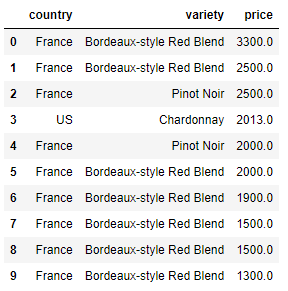 country variety price
0 France Bordeaux-style Red Blend 3300.0
1 France Bordeaux-style Red Blend 2500.0
2 France Pinot Noir 2500.0
3 US Chardonnay 2013.0
4 France Pinot Noir 2000.0
5 France Bordeaux-style Red Blend 2000.0
6 France Bordeaux-style Red Blend 1900.0
7 France Bordeaux-style Red Blend 1500.0
8 France Bordeaux-style Red Blend 1500.0
9 France Bordeaux-style Red Blend 1300.0